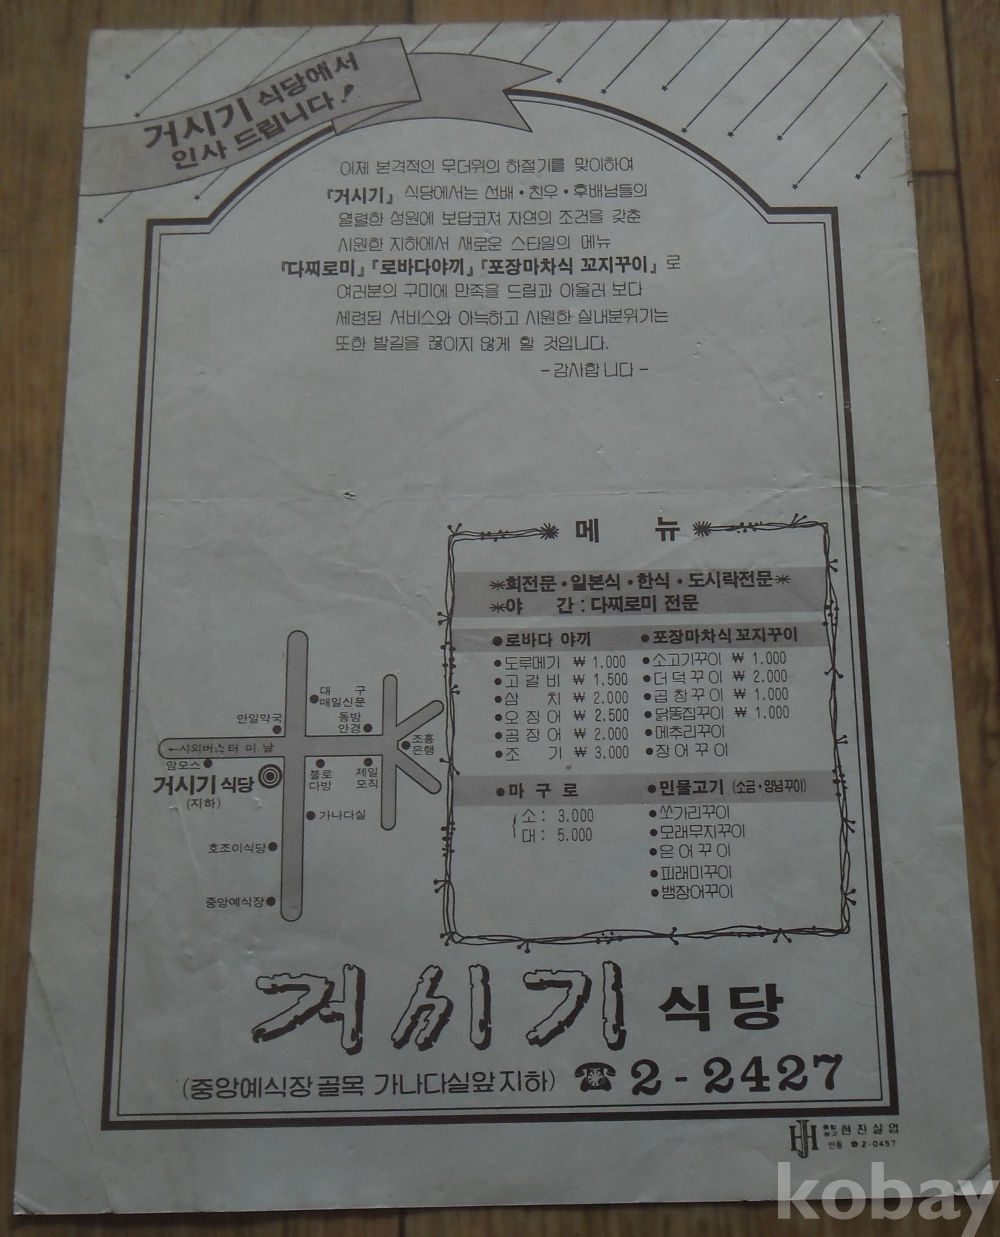 거시기 식당에서
인사 드립니다!
이제 본격적인 무더위의 하절기를 맞이하여
『거시기』 식당에서는 선배·친우·후배님들의
열렬한 성원에 보답코져 자연의 조건을 갖춘
시원한 지하에서 새로운 스타일의 메뉴
『다찌로미』『로바다야끼』『포장마차식 꼬지꾸이』로
여러분의 구미에 만족을 드림과 아울러 보다
세련된 서비스와 아늑하고 시원한 실내분위기는
또한 발길을 끊이지 않게 할 것입니다.
-감사합니다-
메 뉴
*회전문·일본식·한식·도시락전문*
*야 간 : 다찌로미 전문
●로바다 야끼
●도루메기 ₩ 1.000
●고 갈 비 ₩ 1.500
●삼 치 ₩ 2.000
●오 징 어 ₩ 2.500
●곰 장 어 ₩ 2.000
●조 기 ₩ 3.000
●포장마차식 꼬지꾸이
●소고기꾸이 ₩ 1.000
●더 덕 꾸 이 ₩ 2.000
●곱 창 꾸 이 ₩ 1.000
●닭똥집꾸이 ₩ 1.000
●메추리꾸이
●장 어 꾸 이
●마 구 로
소 : 3.000
대 : 5.000
●민물고기 (소금·양념꾸이)
●쏘가리꾸이
●모래무지꾸이
●은 어 꾸 이
●피래미꾸이
●뱀장어꾸이
대 구
매일신문
안일약국
동방
안경
조흥
은행
←시외버스터 미 날
맘모스
거시기 식당
(지하)
불로
다방
제일
모직
가나다실
호조이식당
중앙예식장
거시기 식당
(중앙예식장골목 가나다실앞지하) ☎ 2-2427
HJ 현진실업
안동 ☎ 2-0457
kobay